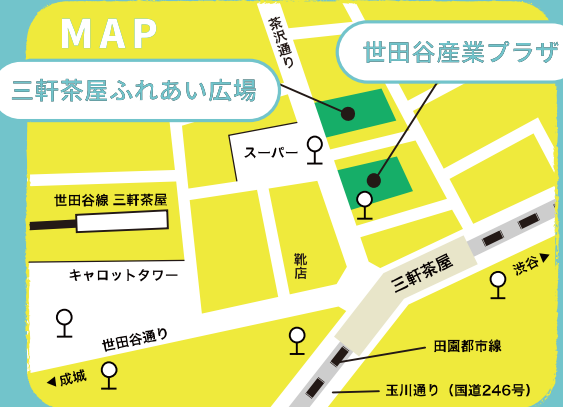 MAP
茶沢通り
世田谷産業プラザ
三軒茶屋ふれあい広場
スーパー
世田谷線 三軒茶屋
靴店
キャロットタワー
三軒茶屋
渋谷▶
世田谷通り
田園都市線
◀成城
玉川通り（国道246号）